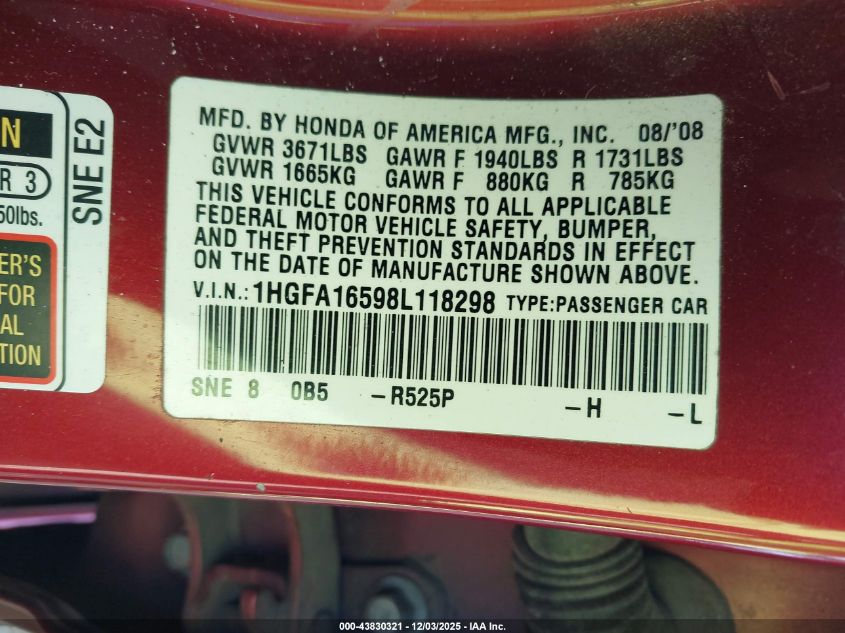 N
R 3
50lbs.
SNE E2
ER'S
FOR
AL
TION
MFD. BY HONDA OF AMERICA MFG., INC. 08/'08
GVWR 3671LBS GAWR F 1940LBS R 1731LBS
GVWR 1665KG GAWR F 880KG R 785KG
THIS VEHICLE CONFORMS TO ALL APPLICABLE
FEDERAL MOTOR VEHICLE SAFETY, BUMPER,
AND THEFT PREVENTION STANDARDS IN EFFECT
ON THE DATE OF MANUFACTURE SHOWN ABOVE.
V.I.N.: 1HGFA16598L118298 TYPE:PASSENGER CAR
SNE 8 0B5 -R525P -H -L
000-43830321 - 12/03/2025 - IAA Inc.